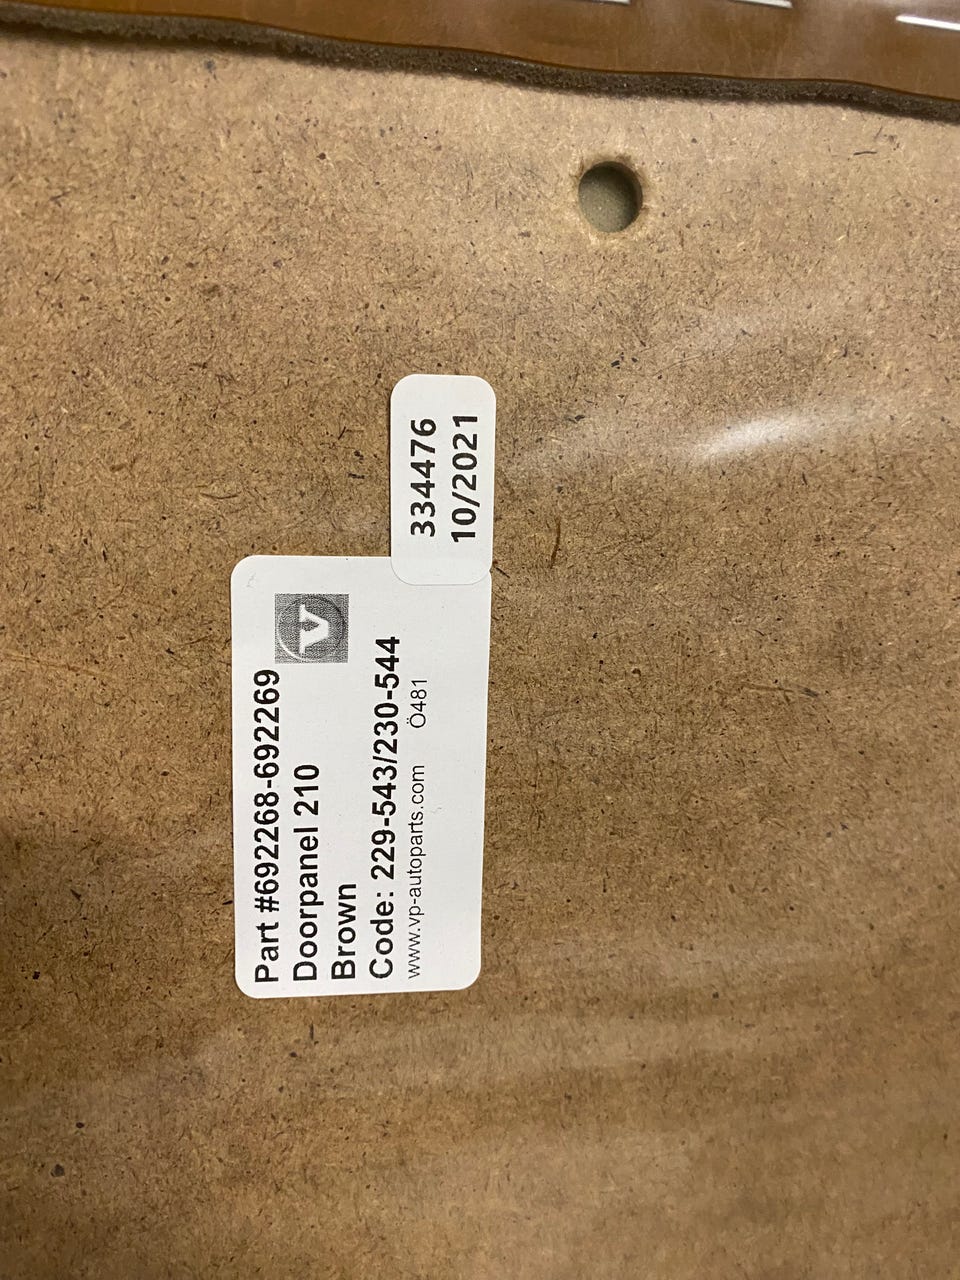 Part #692268-692269
Doorpanel 210
Brown
Code: 229-543/230-544
www.vp-autoparts.com Ö481
V
334476
10/2021